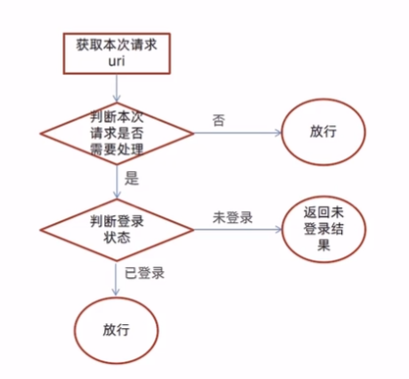 获取本次请求
uri
判断本次
请求是否
需要处理
否
放行
是
判断登录
状态
未登录
返回未
登录结
果
已登录
放行